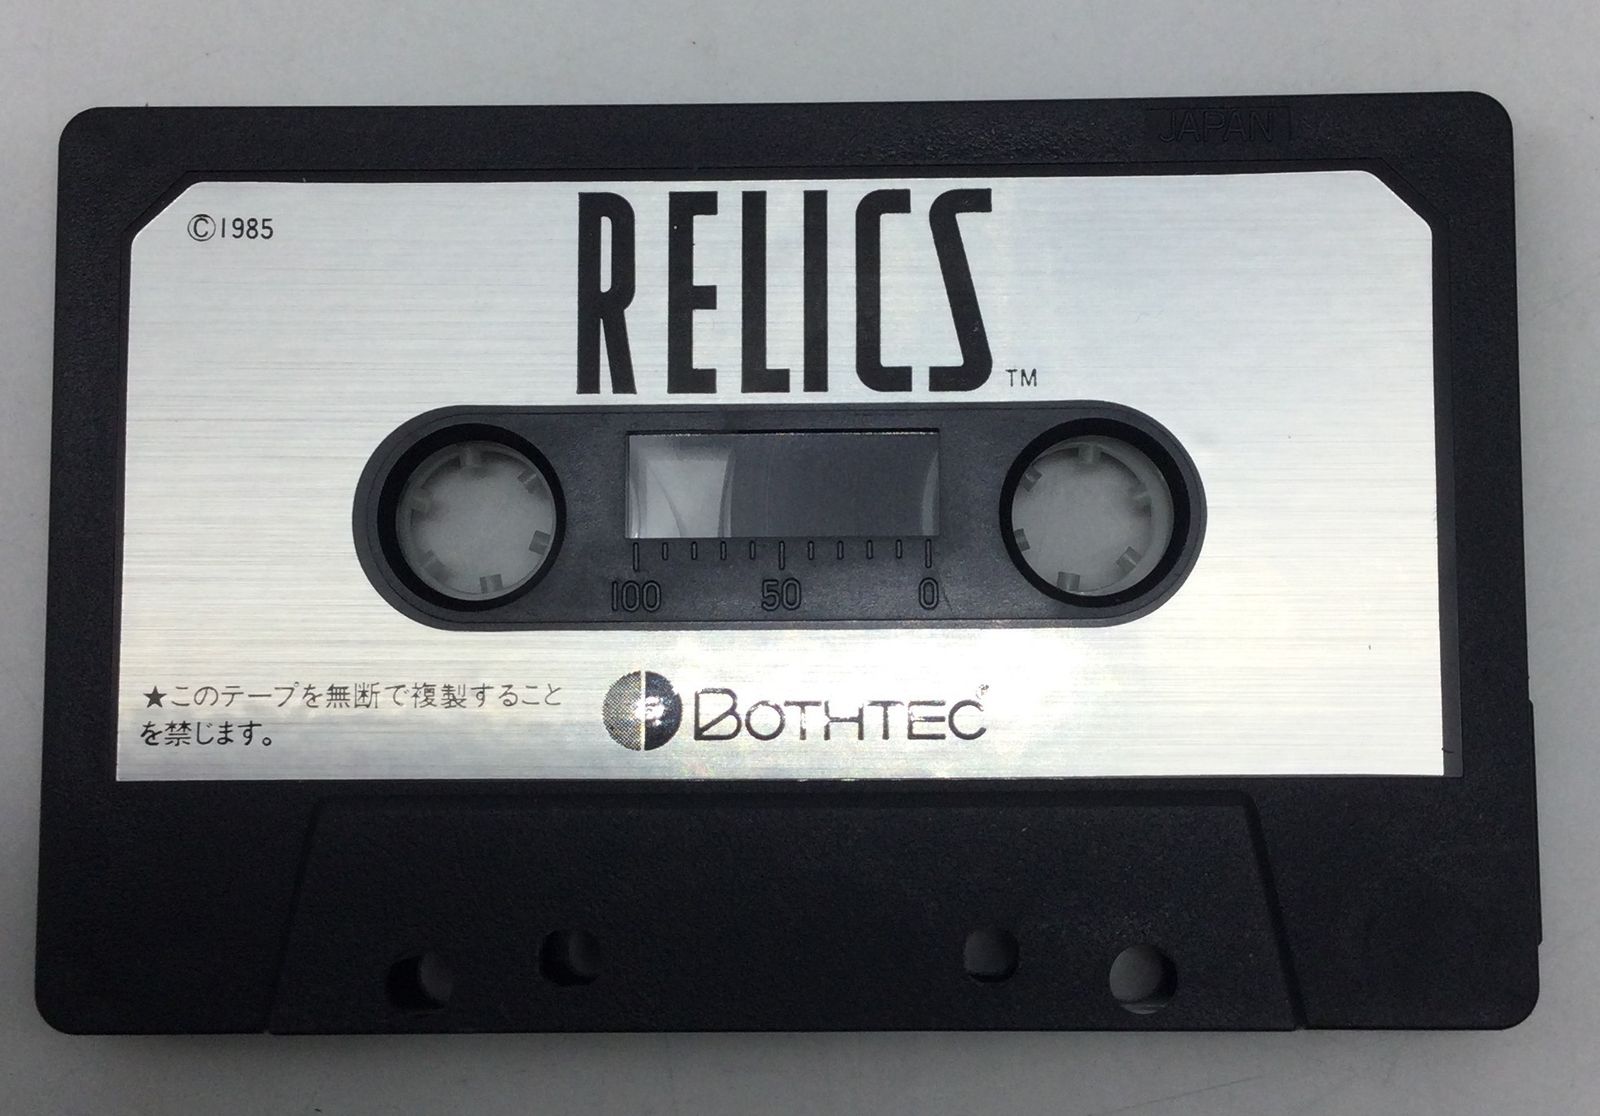 JAPAN
©1985
RELICS
TM
100 50 0
★このテープを無断で複製すること
を禁じます。
BOTHTEC